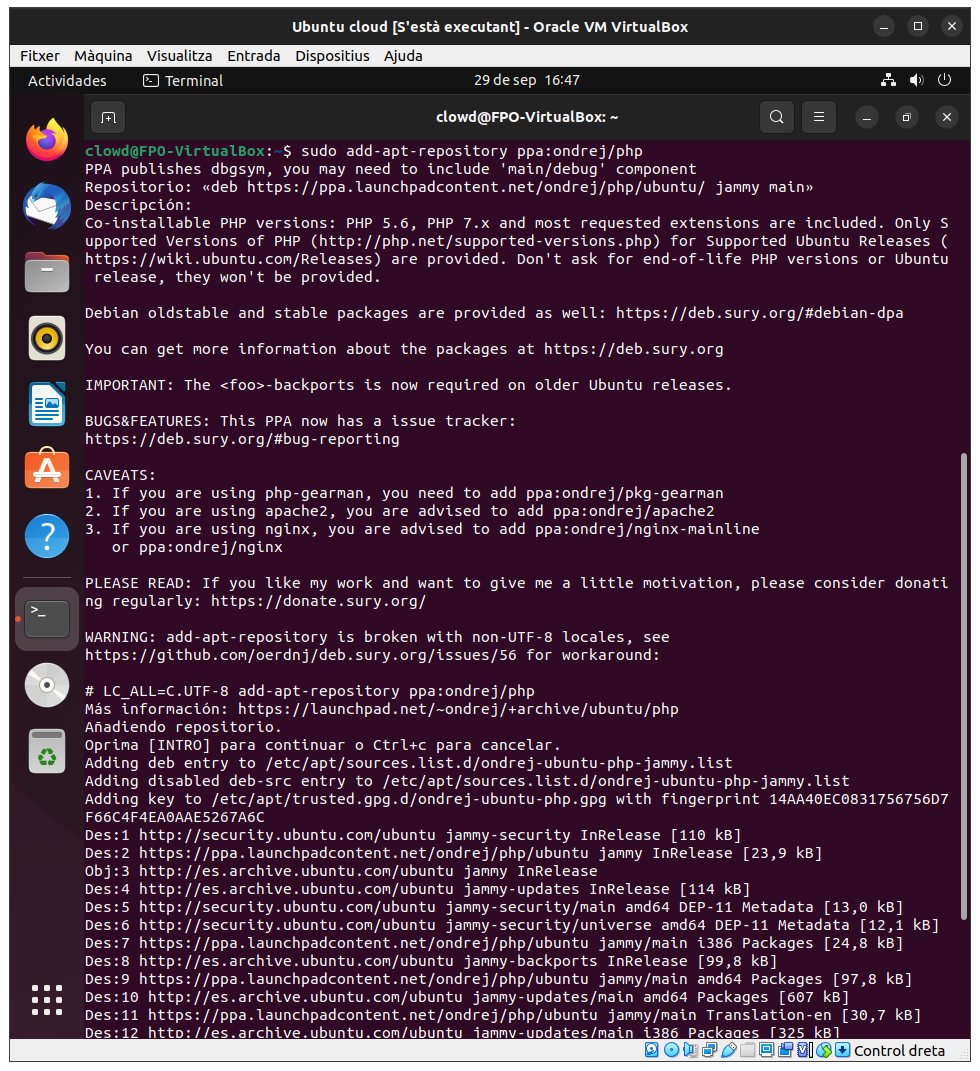 Ubuntu cloud [S'està executant] - Oracle VM VirtualBox
Fitxer Màquina Visualitza Entrada Dispositius Ajuda
Actividades Terminal 29 de sep 16:47
clowd@FPO-VirtualBox: ~
clowd@FPO-VirtualBox:~$ sudo add-apt-repository ppa:ondrej/php
PPA publishes dbgsym, you may need to include 'main/debug' component
Repositorio: «deb https://ppa.launchpadcontent.net/ondrej/php/ubuntu/ jammy main»
Descripción:
Co-installable PHP versions: PHP 5.6, PHP 7.x and most requested extensions are included. Only S
upported Versions of PHP (http://php.net/supported-versions.php) for Supported Ubuntu Releases (
https://wiki.ubuntu.com/Releases) are provided. Don't ask for end-of-life PHP versions or Ubuntu
 release, they won't be provided.
Debian oldstable and stable packages are provided as well: https://deb.sury.org/#debian-dpa
You can get more information about the packages at https://deb.sury.org
IMPORTANT: The <foo>-backports is now required on older Ubuntu releases.
BUGS&FEATURES: This PPA now has a issue tracker:
https://deb.sury.org/#bug-reporting
CAVEATS:
1. If you are using php-gearman, you need to add ppa:ondrej/pkg-gearman
2. If you are using apache2, you are advised to add ppa:ondrej/apache2
3. If you are using nginx, you are advised to add ppa:ondrej/nginx-mainline
   or ppa:ondrej/nginx
PLEASE READ: If you like my work and want to give me a little motivation, please consider donati
ng regularly: https://donate.sury.org/
WARNING: add-apt-repository is broken with non-UTF-8 locales, see
https://github.com/oerdnj/deb.sury.org/issues/56 for workaround:
# LC_ALL=C.UTF-8 add-apt-repository ppa:ondrej/php
Más información: https://launchpad.net/~ondrej/+archive/ubuntu/php
Añadiendo repositorio.
Oprima [INTRO] para continuar o Ctrl+c para cancelar.
Adding deb entry to /etc/apt/sources.list.d/ondrej-ubuntu-php-jammy.list
Adding disabled deb-src entry to /etc/apt/sources.list.d/ondrej-ubuntu-php-jammy.list
Adding key to /etc/apt/trusted.gpg.d/ondrej-ubuntu-php.gpg with fingerprint 14AA40EC0831756756D7
F66C4F4EA0AAE5267A6C
Des:1 http://security.ubuntu.com/ubuntu jammy-security InRelease [110 kB]
Des:2 https://ppa.launchpadcontent.net/ondrej/php/ubuntu jammy InRelease [23,9 kB]
Obj:3 http://es.archive.ubuntu.com/ubuntu jammy InRelease
Des:4 http://es.archive.ubuntu.com/ubuntu jammy-updates InRelease [114 kB]
Des:5 http://security.ubuntu.com/ubuntu jammy-security/main amd64 DEP-11 Metadata [13,0 kB]
Des:6 http://security.ubuntu.com/ubuntu jammy-security/universe amd64 DEP-11 Metadata [12,1 kB]
Des:7 https://ppa.launchpadcontent.net/ondrej/php/ubuntu jammy/main i386 Packages [24,8 kB]
Des:8 http://es.archive.ubuntu.com/ubuntu jammy-backports InRelease [99,8 kB]
Des:9 https://ppa.launchpadcontent.net/ondrej/php/ubuntu jammy/main amd64 Packages [97,8 kB]
Des:10 http://es.archive.ubuntu.com/ubuntu jammy-updates/main amd64 Packages [607 kB]
Des:11 https://ppa.launchpadcontent.net/ondrej/php/ubuntu jammy/main Translation-en [30,7 kB]
Des:12 http://es.archive.ubuntu.com/ubuntu jammy-updates/main i386 Packages [325 kB]
Control dreta